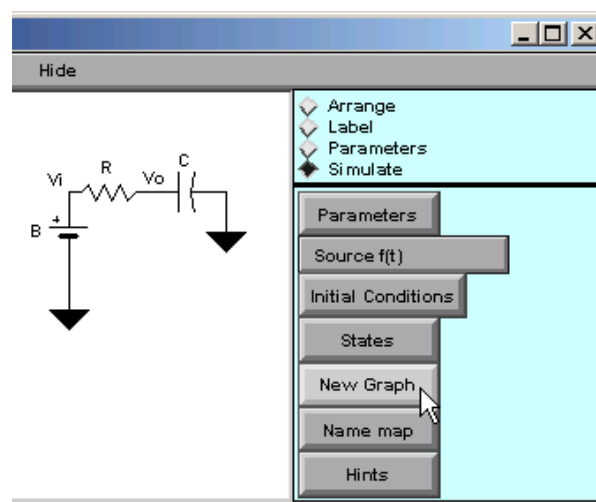 Hide
Arrange
Label
Parameters
Simulate
Vi
R
Vo
C
B
+
Parameters
Source f(t)
Initial Conditions
States
New Graph
Name map
Hints